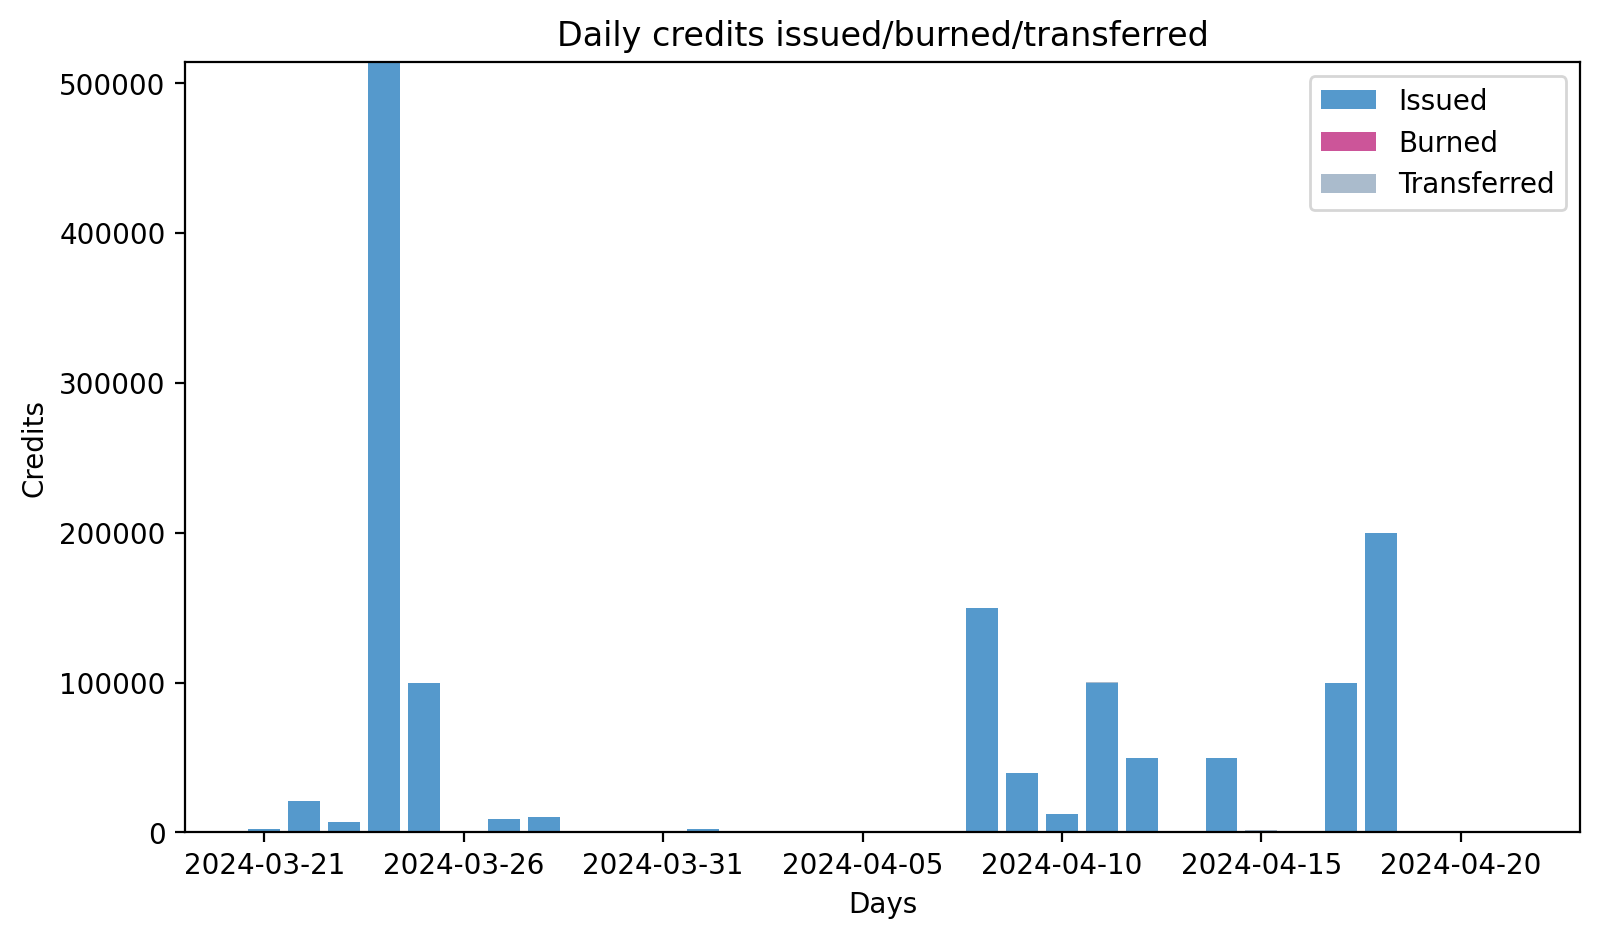 Daily credits issued/burned/transferred
Issued
Burned
Transferred
500000
400000
300000
200000
100000
0
Credits
2024-03-21
2024-03-26
2024-03-31
2024-04-05
2024-04-10
2024-04-15
2024-04-20
Days